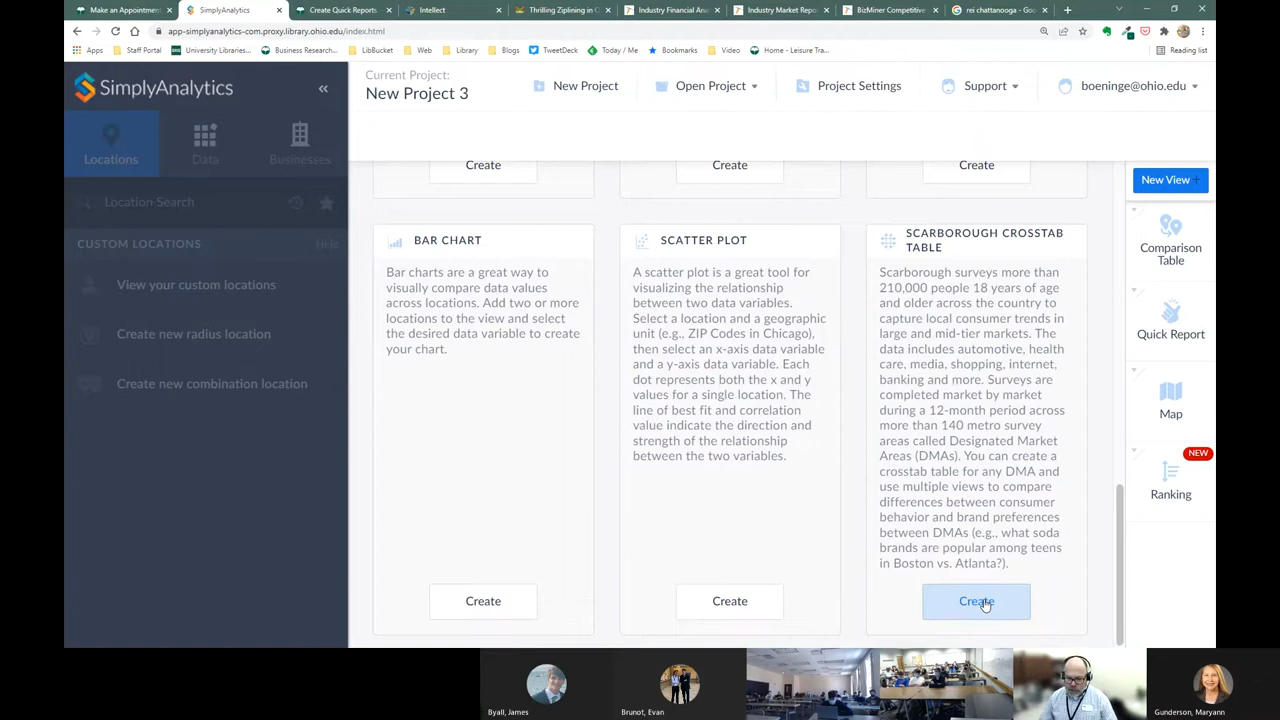 Make an Appointment
SimplyAnalytics
Create Quick Reports
Intellect
Thrilling Ziplining in C
Industry Financial Ana
Industry Market Repo
BizMiner Competitive
rei chattanooga - Goo
app-simplyanalytics-com.proxy.library.ohio.edu/index.html
Apps
Staff Portal
University Libraries...
Business Research...
LibBucket
Web
Library
Blogs
TweetDeck
Today / Me
Bookmarks
Video
Home - Leisure Tra...
Reading list
SimplyAnalytics
«
Current Project:
New Project 3
New Project
Open Project
Project Settings
Support
boeninge@ohio.edu
Locations
Data
Businesses
Location Search
CUSTOM LOCATIONS
Help
View your custom locations
Create new radius location
Create new combination location
Create
Create
Create
BAR CHART
Bar charts are a great way to
visually compare data values
across locations. Add two or more
locations to the view and select
the desired data variable to create
your chart.
Create
SCATTER PLOT
A scatter plot is a great tool for
visualizing the relationship
between two data variables.
Select a location and a geographic
unit (e.g., ZIP Codes in Chicago),
then select an x-axis data variable
and a y-axis data variable. Each
dot represents both the x and y
values for a single location. The
line of best fit and correlation
value indicate the direction and
strength of the relationship
between the two variables.
Create
SCARBOROUGH CROSSTAB
TABLE
Scarborough surveys more than
210,000 people 18 years of age
and older across the country to
capture local consumer trends in
large and mid-tier markets. The
data includes automotive, health
care, media, shopping, internet,
banking and more. Surveys are
completed market by market
during a 12-month period across
more than 140 metro survey
areas called Designated Market
Areas (DMAs). You can create a
crosstab table for any DMA and
use multiple views to compare
differences between consumer
behavior and brand preferences
between DMAs (e.g., what soda
brands are popular among teens
in Boston vs. Atlanta?).
Create
New View +
Comparison
Table
Quick Report
Map
NEW
Ranking
Byall, James
Brunot, Evan
Gunderson, Maryann